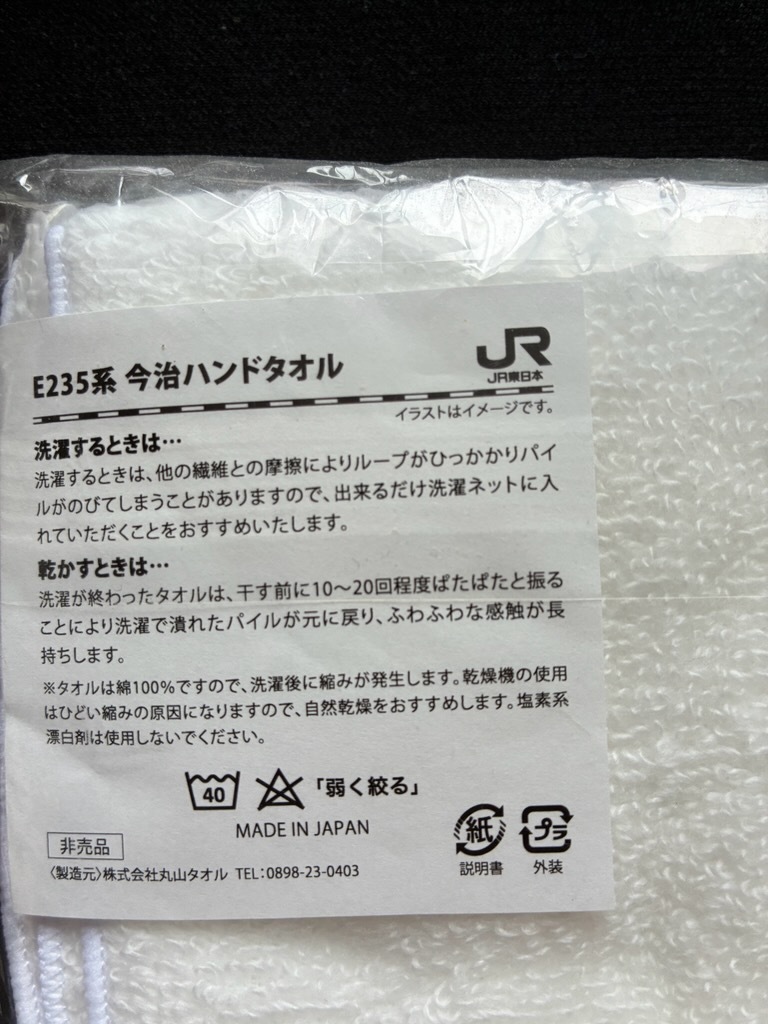 E235系 今治ハンドタオル
JR
JR東日本
イラストはイメージです。
洗濯するときは…
洗濯するときは、他の繊維との摩擦によりループがひっかかりパイ
ルがのびてしまうことがありますので、出来るだけ洗濯ネットに入
れていただくことをおすすめいたします。
乾かすときは…
洗濯が終わったタオルは、干す前に10〜20回程度ぱたぱたと振る
ことにより洗濯で潰れたパイルが元に戻り、ふわふわな感触が長
持ちします。
※タオルは綿100%ですので、洗濯後に縮みが発生します。乾燥機の使用
はひどい縮みの原因になりますので、自然乾燥をおすすめします。塩素系
漂白剤は使用しないでください。
40
「弱く絞る」
MADE IN JAPAN
紙
説明書
プラ
外装
非売品
〈製造元〉株式会社丸山タオル TEL:0898-23-0403